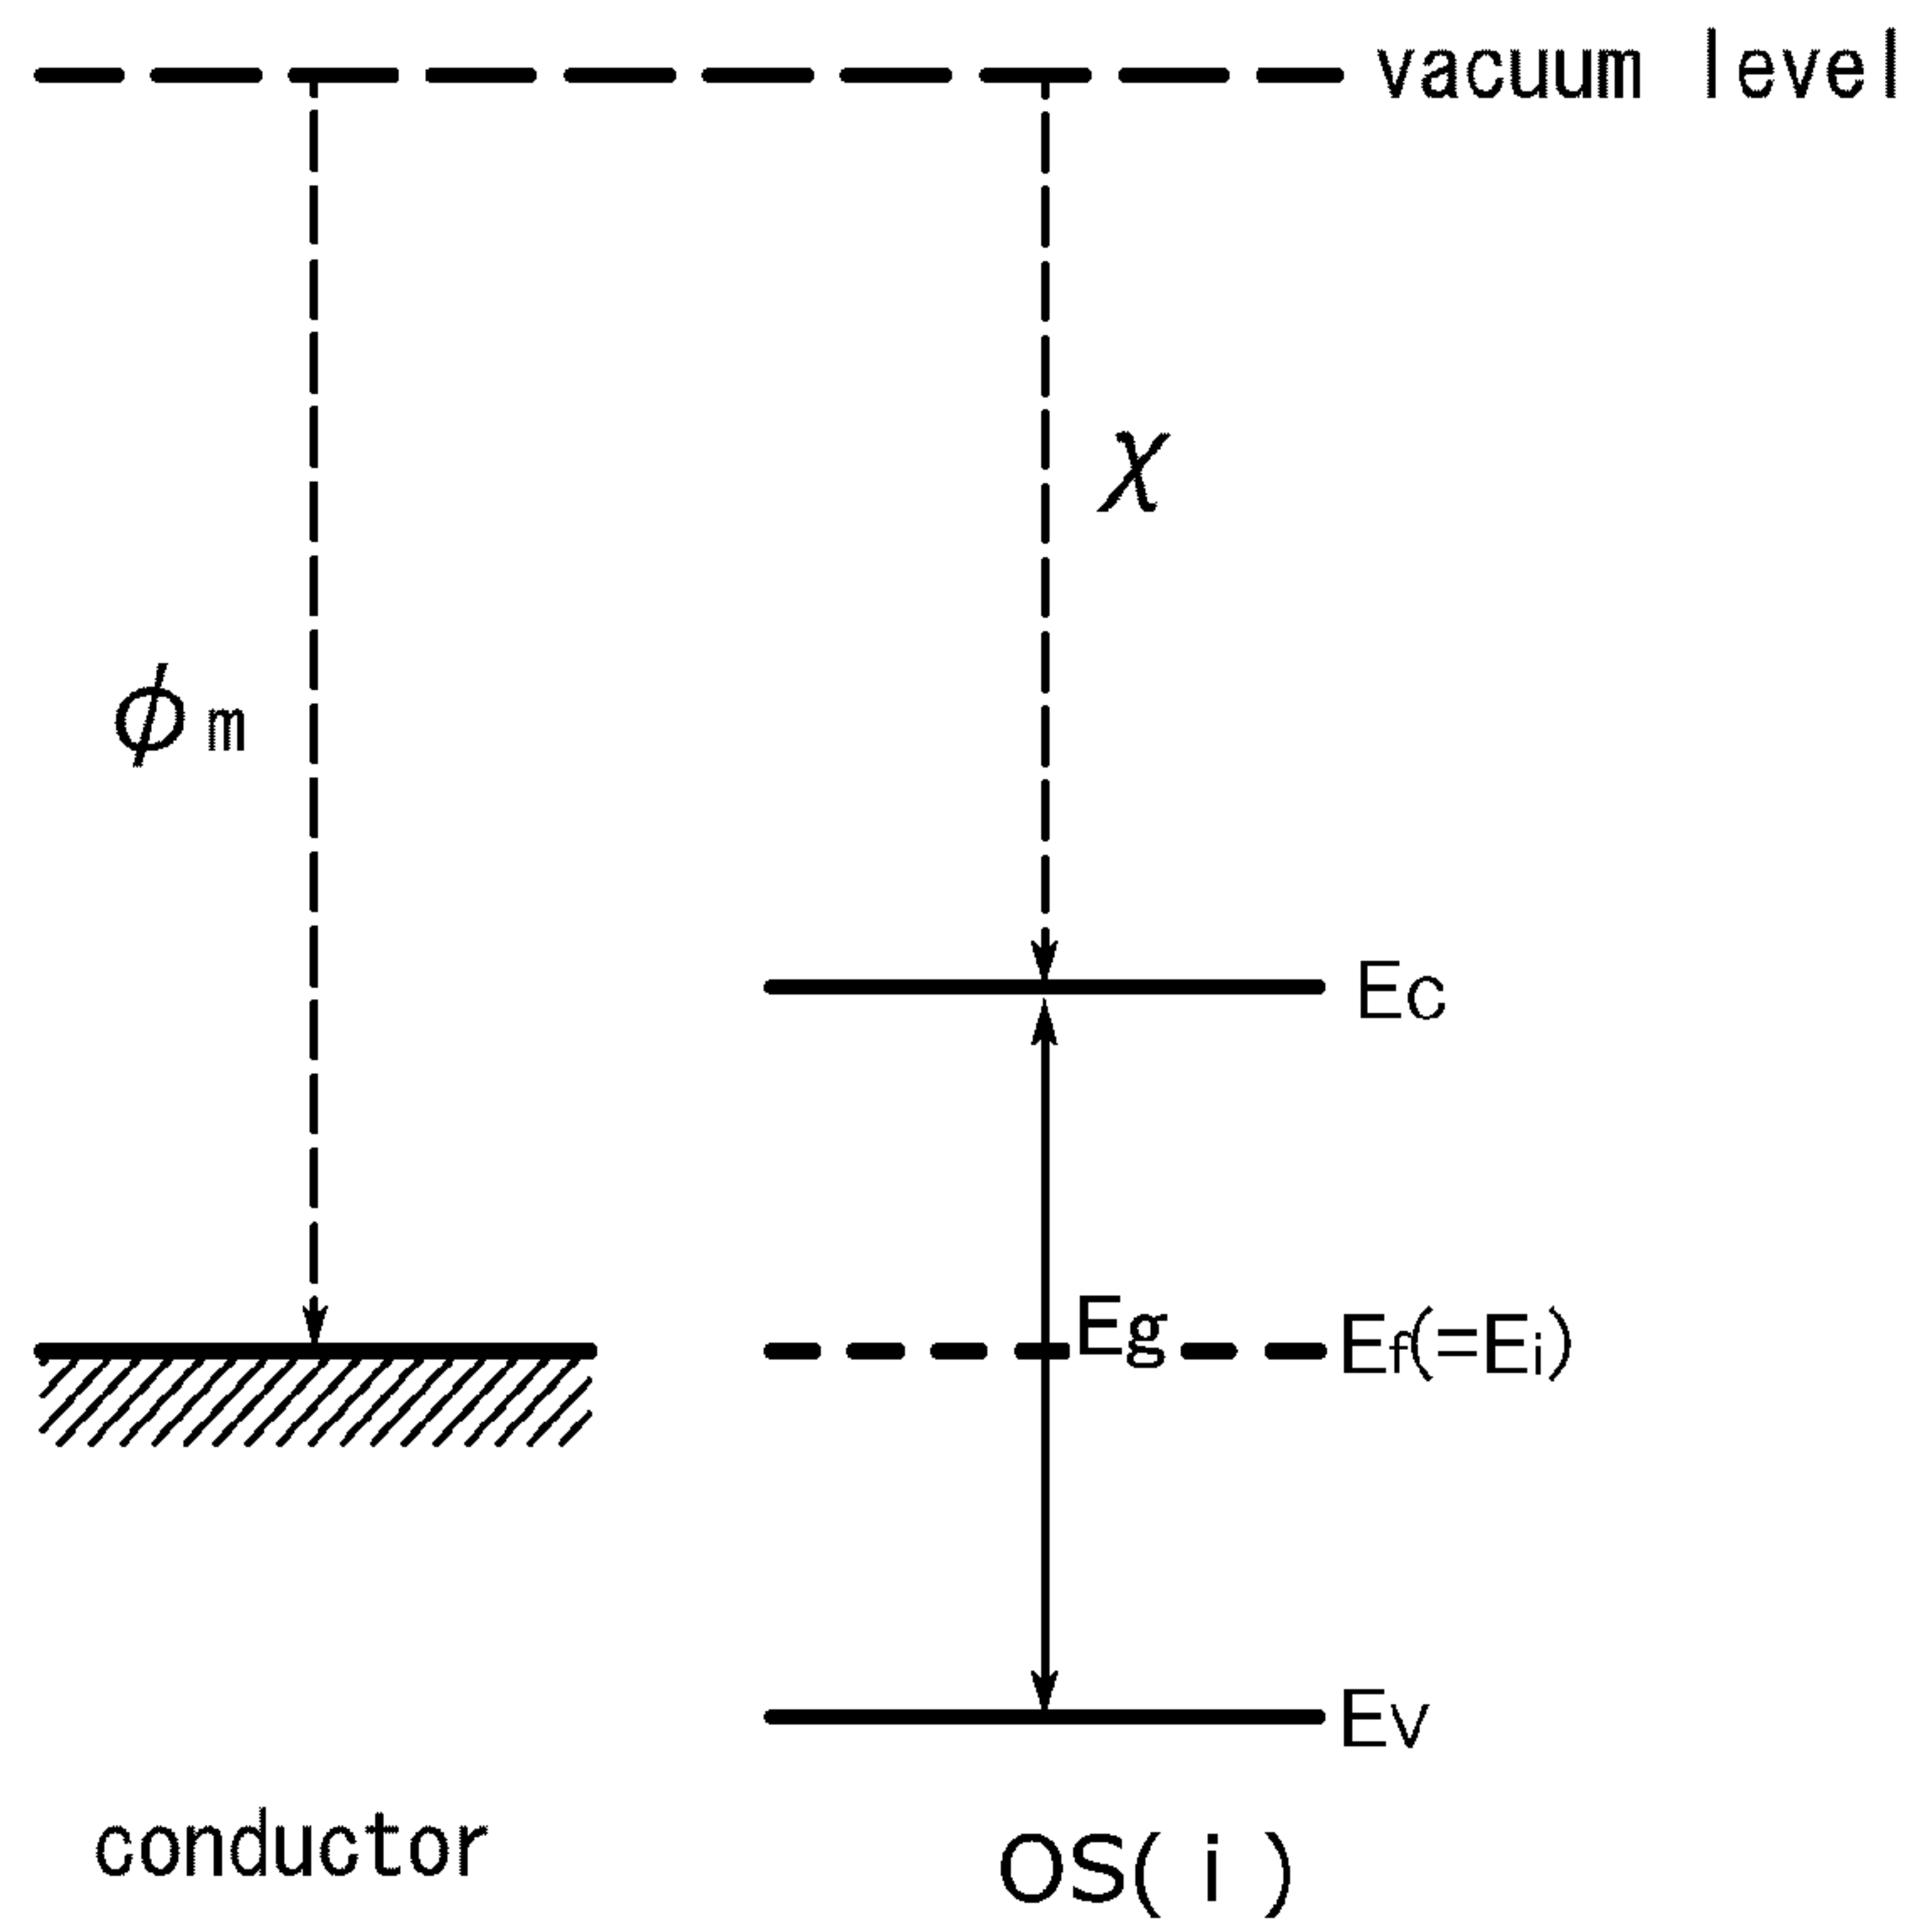 vacuum level
χ
ϕm
Ec
Eg
Ef(=Ei)
Ev
conductor
OS( i )